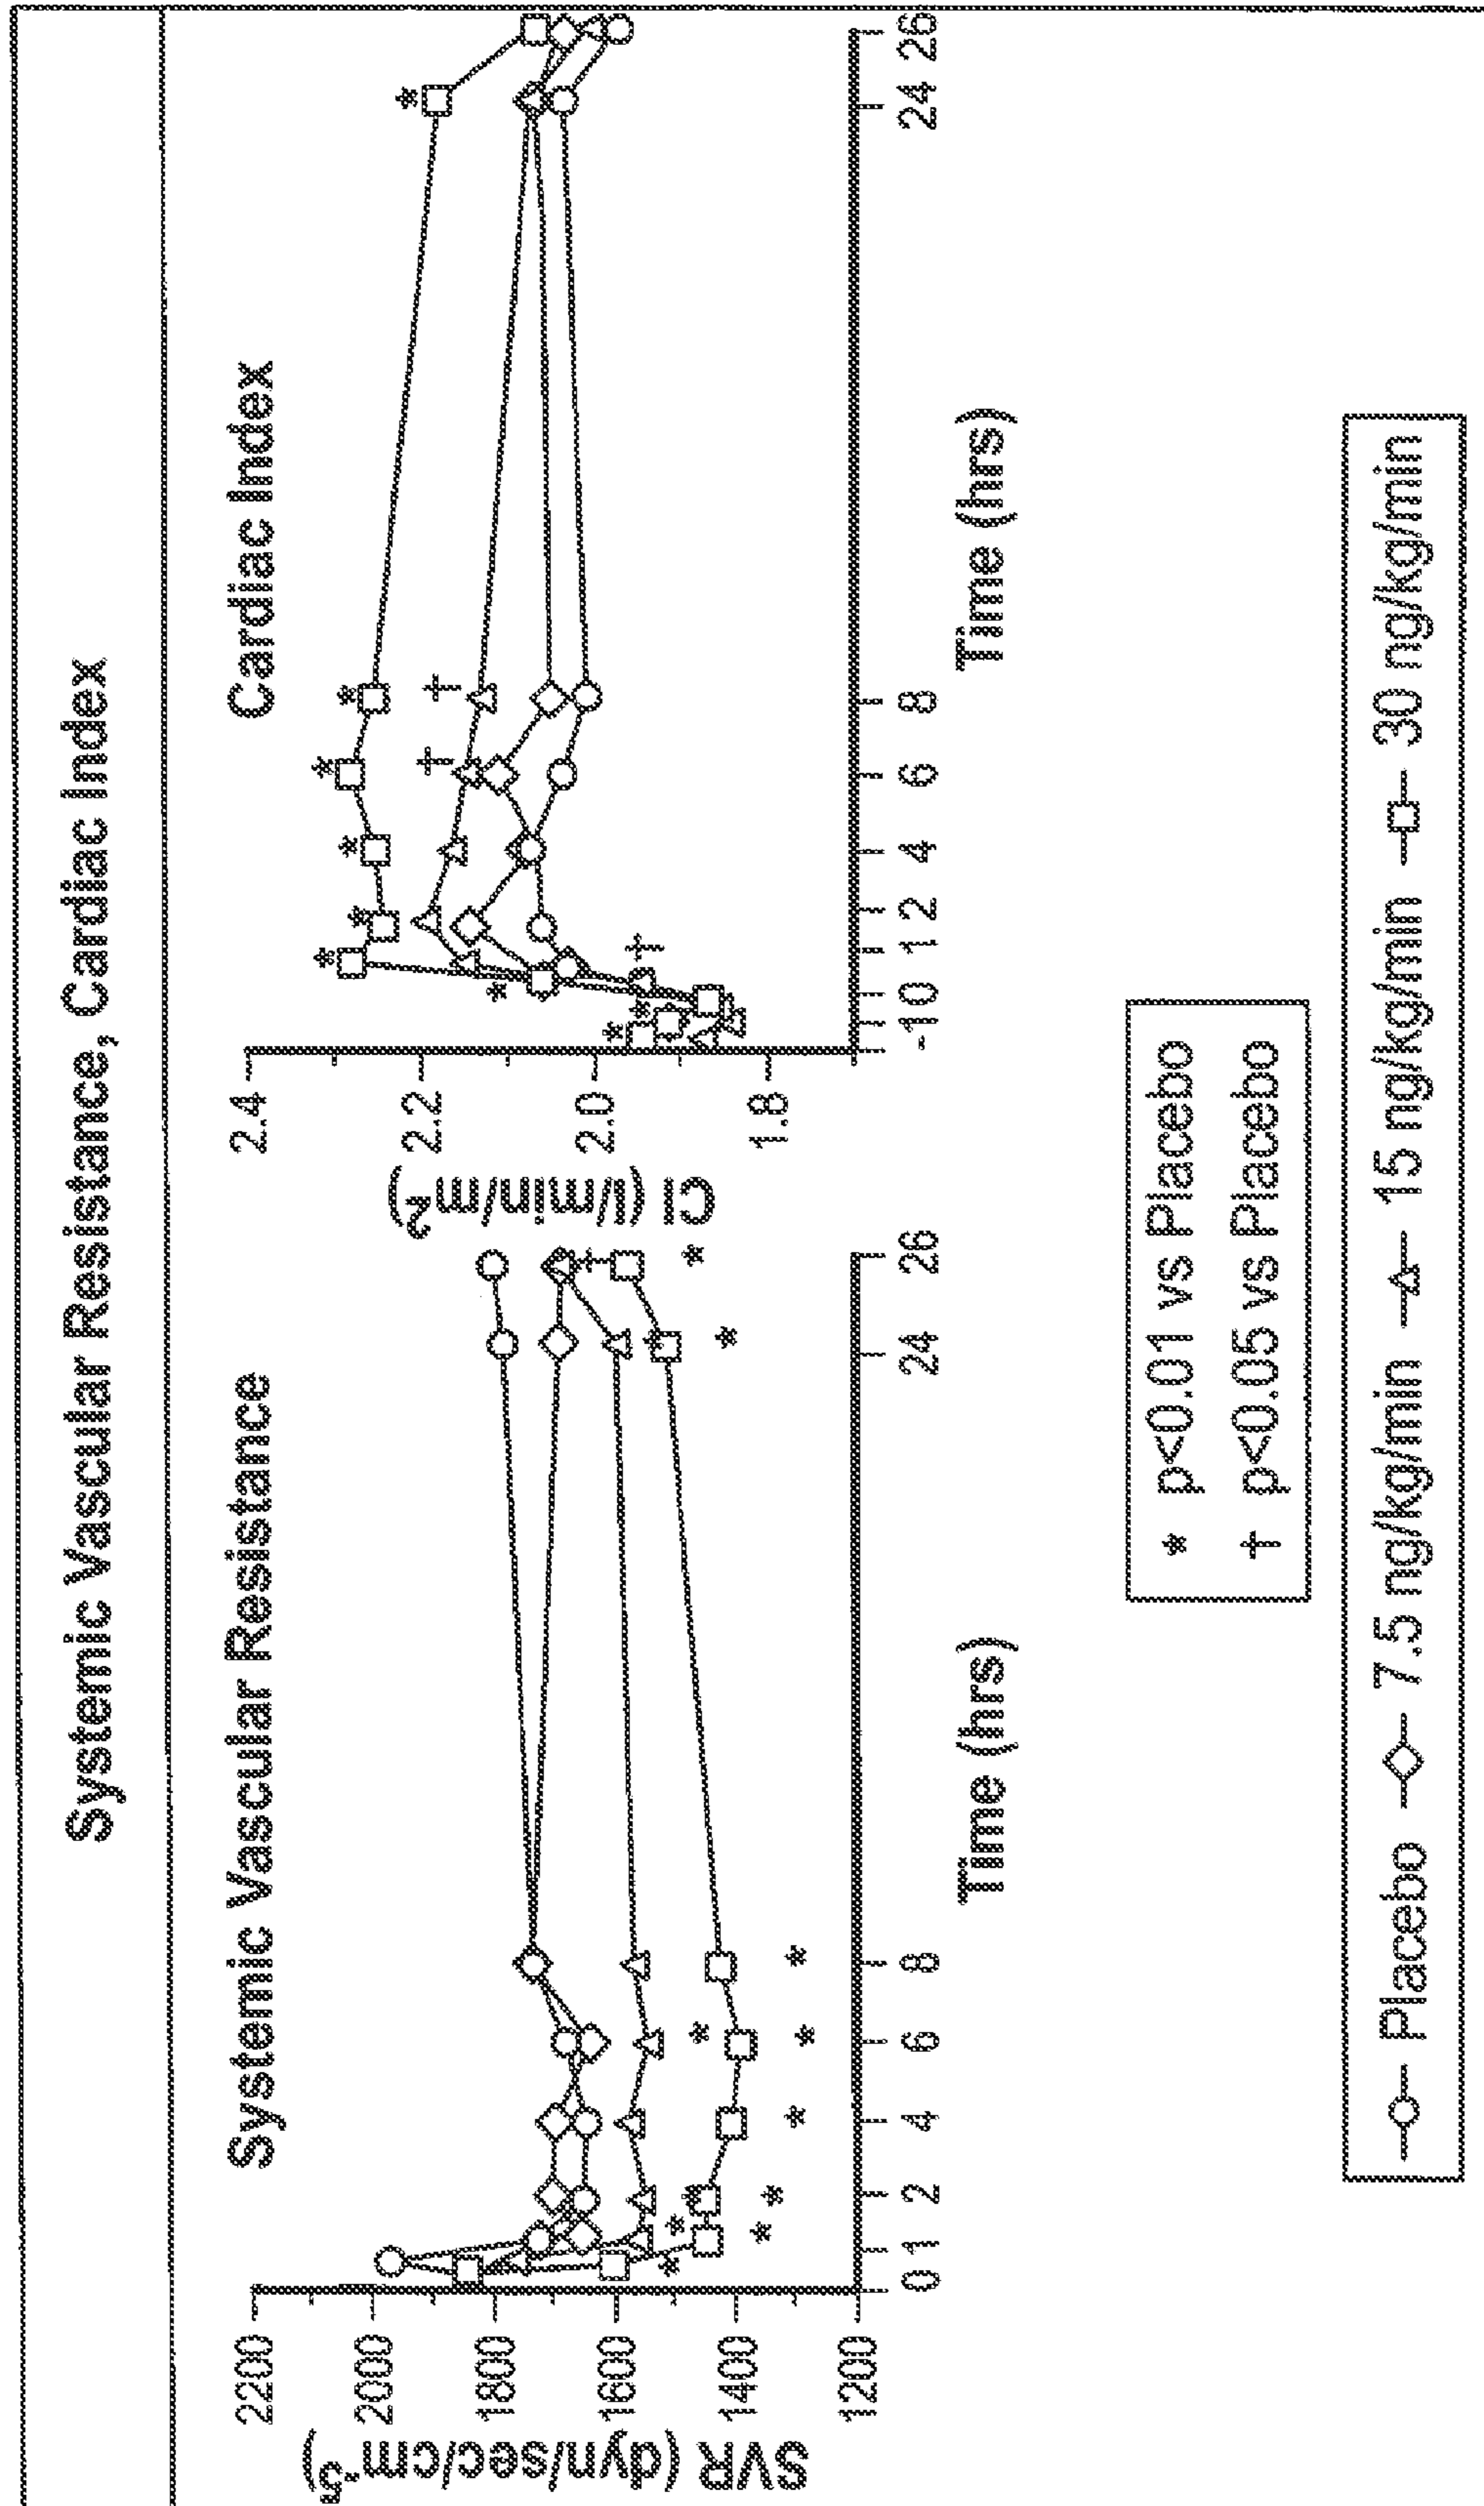 Systemic Vascular Resistance, Cardiac Index
Systemic Vascular Resistance
SVR (dyn/sec/cm⁻⁵)
2200
2000
1800
1600
1400
1200
0 1 2 4 6 8 24 26
Time (hrs)
* * * * * * * * * * * * † *
Cardiac Index
CI (l/min/m²)
2.4
2.2
2.0
1.8
-10 -10 1 2 4 6 8 24 26
Time (hrs)
* * * † * * * * † * † *
* p<0.01 vs Placebo
† p<0.05 vs Placebo
Placebo 7.5 ng/kg/min 15 ng/kg/min 30 ng/kg/min